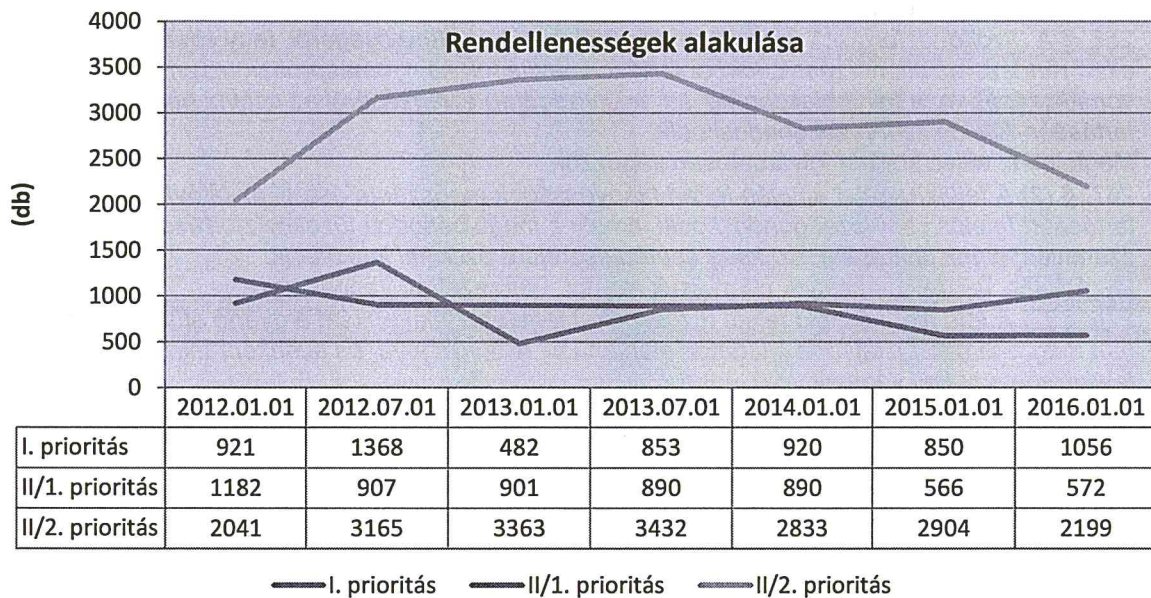 Rendellenességek alakulása
4000
3500
3000
2500
2000
1500
1000
500
0
(db)
2012.01.01 2012.07.01 2013.01.01 2013.07.01 2014.01.01 2015.01.01 2016.01.01
I. prioritás 921 1368 482 853 920 850 1056
II/1. prioritás 1182 907 901 890 890 566 572
II/2. prioritás 2041 3165 3363 3432 2833 2904 2199
I. prioritás II/1. prioritás II/2. prioritás